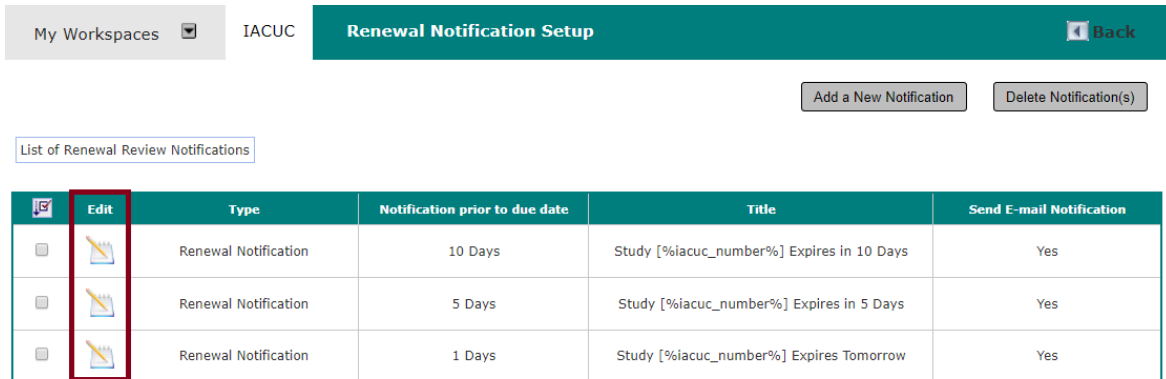 My Workspaces IACUC Renewal Notification Setup Back
Add a New Notification Delete Notification(s)
List of Renewal Review Notifications
Edit Type Notification prior to due date Title Send E-mail Notification
Renewal Notification 10 Days Study [%iacuc_number%] Expires in 10 Days Yes
Renewal Notification 5 Days Study [%iacuc_number%] Expires in 5 Days Yes
Renewal Notification 1 Days Study [%iacuc_number%] Expires Tomorrow Yes